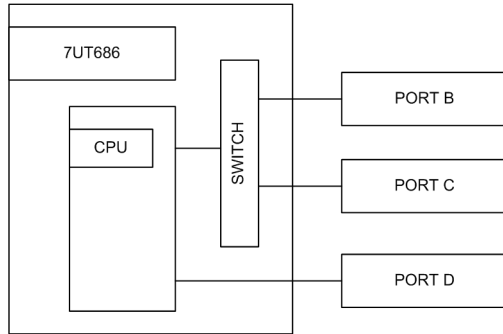 7UT686
CPU
SWITCH
PORT B
PORT C
PORT D